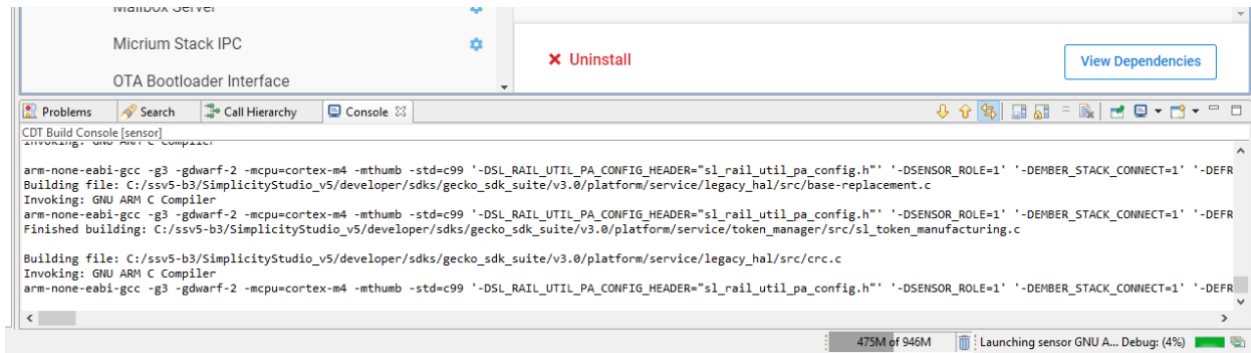 Mailbox Server
Micrium Stack IPC
OTA Bootloader Interface
Uninstall
View Dependencies
Problems Search Call Hierarchy Console
CDT Build Console [sensor]
Invoking: GNU ARM C Compiler
arm-none-eabi-gcc -g3 -gdwarf-2 -mcpu=cortex-m4 -mthumb -std=c99 '-DSL_RAIL_UTIL_PA_CONFIG_HEADER="sl_rail_util_pa_config.h"' '-DSENSOR_ROLE=1' '-DEMBER_STACK_CONNECT=1' '-DEFR
Building file: C:/ssv5-b3/SimplicityStudio_v5/developer/sdks/gecko_sdk_suite/v3.0/platform/service/legacy_hal/src/base-replacement.c
Invoking: GNU ARM C Compiler
arm-none-eabi-gcc -g3 -gdwarf-2 -mcpu=cortex-m4 -mthumb -std=c99 '-DSL_RAIL_UTIL_PA_CONFIG_HEADER="sl_rail_util_pa_config.h"' '-DSENSOR_ROLE=1' '-DEMBER_STACK_CONNECT=1' '-DEFR
Finished building: C:/ssv5-b3/SimplicityStudio_v5/developer/sdks/gecko_sdk_suite/v3.0/platform/service/token_manager/src/sl_token_manufacturing.c
Building file: C:/ssv5-b3/SimplicityStudio_v5/developer/sdks/gecko_sdk_suite/v3.0/platform/service/legacy_hal/src/crc.c
Invoking: GNU ARM C Compiler
arm-none-eabi-gcc -g3 -gdwarf-2 -mcpu=cortex-m4 -mthumb -std=c99 '-DSL_RAIL_UTIL_PA_CONFIG_HEADER="sl_rail_util_pa_config.h"' '-DSENSOR_ROLE=1' '-DEMBER_STACK_CONNECT=1' '-DEFR
475M of 946M Launching sensor GNU A... Debug: (4%)